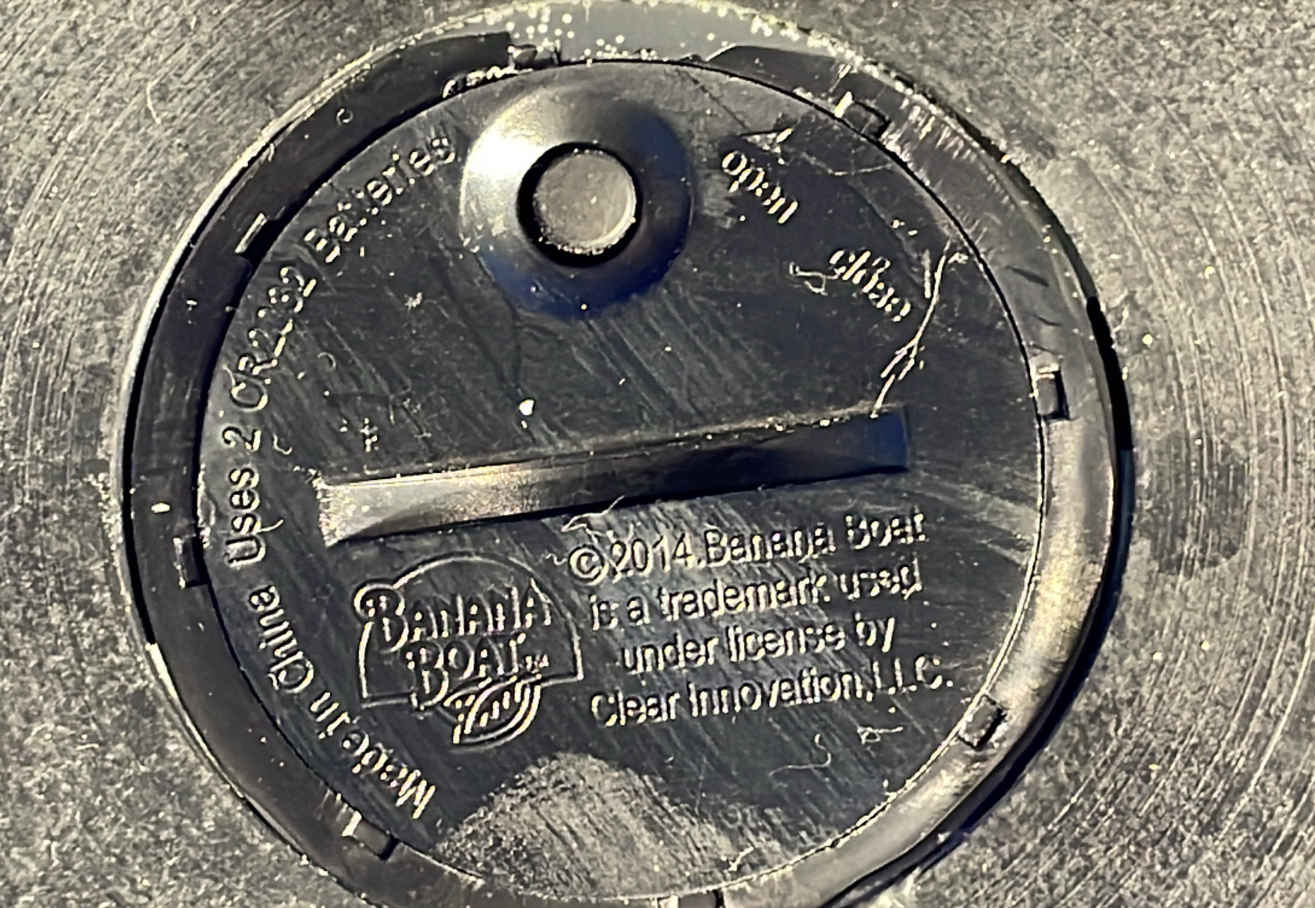 Made in China Uses 2 CR2032 Batteries
open
close
BANANA
BOAT TM
©2014.Banana Boat
is a trademark used
under license by
Clear Innovation,LLC.